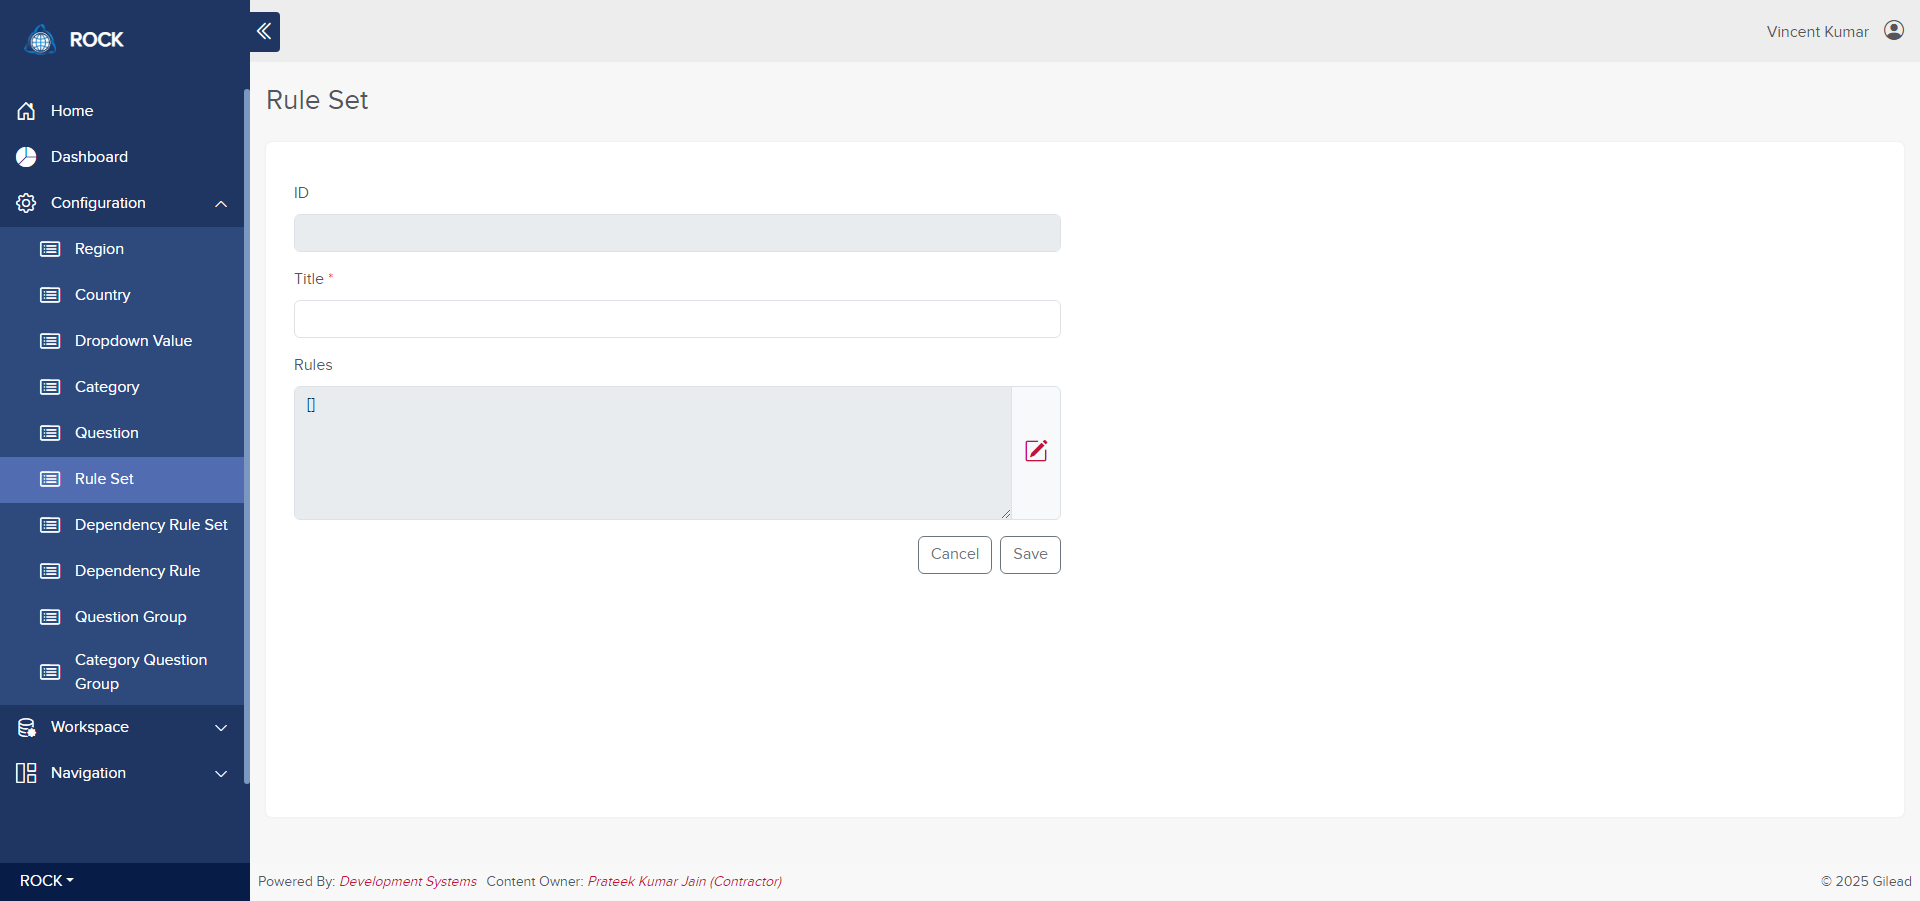 ROCK
Vincent Kumar
Home
Dashboard
Configuration
Region
Country
Dropdown Value
Category
Question
Rule Set
Dependency Rule Set
Dependency Rule
Question Group
Category Question
Group
Workspace
Navigation
ROCK
Rule Set
ID
Title *
Rules
[]
Cancel
Save
Powered By: Development Systems Content Owner: Prateek Kumar Jain (Contractor)
© 2025 Gilead